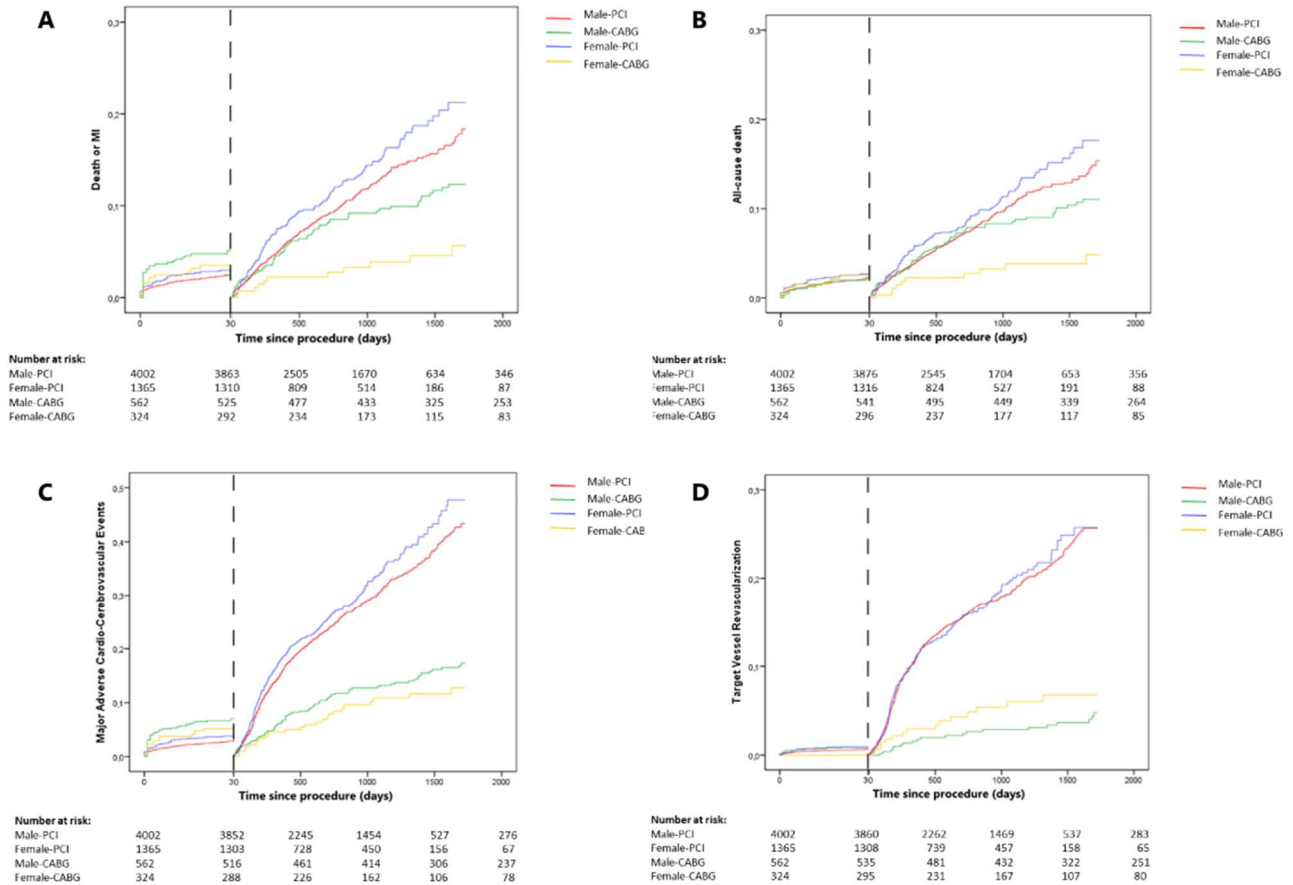 A
Death or MI
0,3
0,2
0,1
0,0
0 30 500 1000 1500 2000
Time since procedure (days)
Male-PCI
Male-CABG
Female-PCI
Female-CABG
Number at risk:
Male-PCI 4002 3863 2505 1670 634 346
Female-PCI 1365 1310 809 514 186 87
Male-CABG 562 525 477 433 325 253
Female-CABG 324 292 234 173 115 83
B
All-cause death
0,3
0,2
0,1
0,0
0 30 500 1000 1500 2000
Time since procedure (days)
Male-PCI
Male-CABG
Female-PCI
Female-CABG
Number at risk:
Male-PCI 4002 3876 2545 1704 653 356
Female-PCI 1365 1316 824 527 191 88
Male-CABG 562 541 495 449 339 264
Female-CABG 324 296 237 177 117 85
C
Major Adverse Cardio-Cerebrovascular Events
0,5
0,4
0,3
0,2
0,1
0,0
0 30 500 1000 1500 2000
Time since procedure (days)
Male-PCI
Male-CABG
Female-PCI
Female-CAB
Number at risk:
Male-PCI 4002 3852 2245 1454 527 276
Female-PCI 1365 1303 728 450 156 67
Male-CABG 562 516 461 414 306 237
Female-CABG 324 288 226 162 106 78
D
Target Vessel Revascularization
0,3
0,2
0,1
0,0
0 30 500 1000 1500 2000
Time since procedure (days)
Male-PCI
Male-CABG
Female-PCI
Female-CABG
Number at risk:
Male-PCI 4002 3860 2262 1469 537 283
Female-PCI 1365 1308 739 457 158 65
Male-CABG 562 535 481 432 322 251
Female-CABG 324 295 231 167 107 80